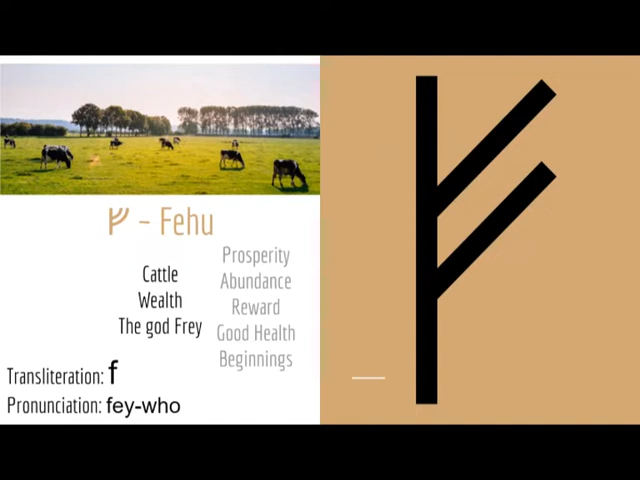 ᚠ – Fehu
Cattle
Wealth
The god Frey
Prosperity
Abundance
Reward
Good Health
Beginnings
Transliteration: f
Pronunciation: fey-who
ᚠ